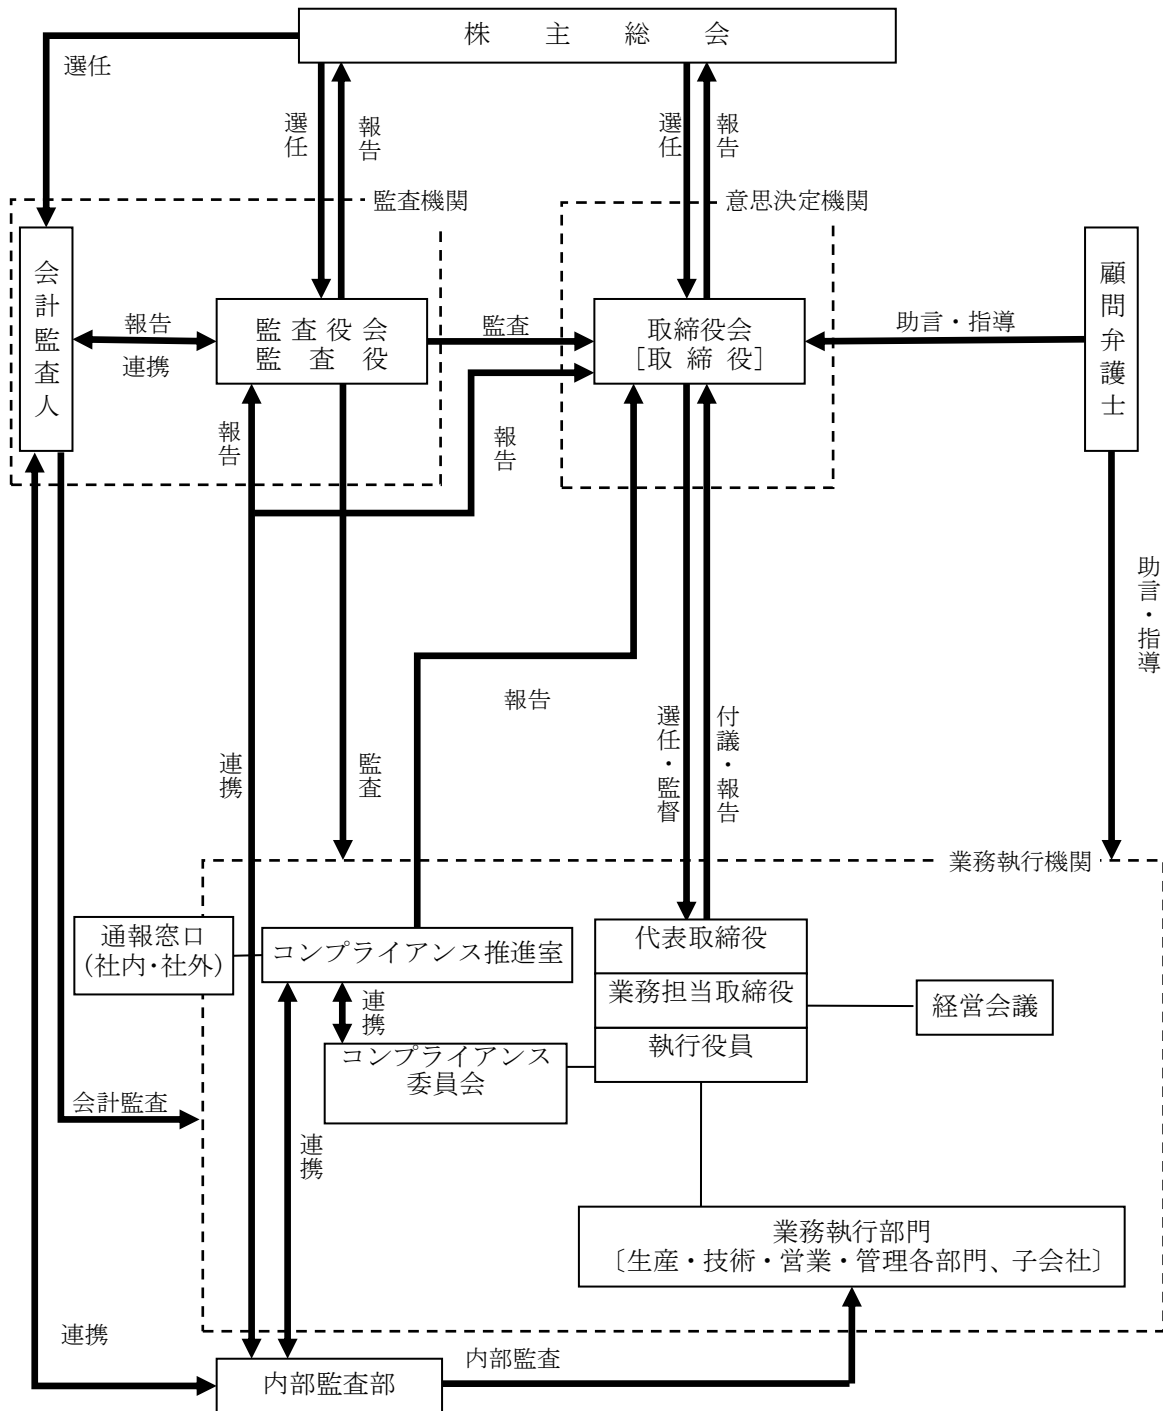 株主総会
選任
選任
報告
選任
報告
監査機関
意思決定機関
会計監査人
報告
連携
監査役会
監査役
監査
取締役会
[取締役]
助言・指導
顧問弁護士
報告
報告
助言・指導
報告
選任・監督
付議・報告
連携
監査
業務執行機関
通報窓口
(社内・社外)
コンプライアンス推進室
代表取締役
業務担当取締役
執行役員
経営会議
連携
コンプライアンス
委員会
会計監査
連携
業務執行部門
〔生産・技術・営業・管理各部門、子会社〕
連携
内部監査
内部監査部